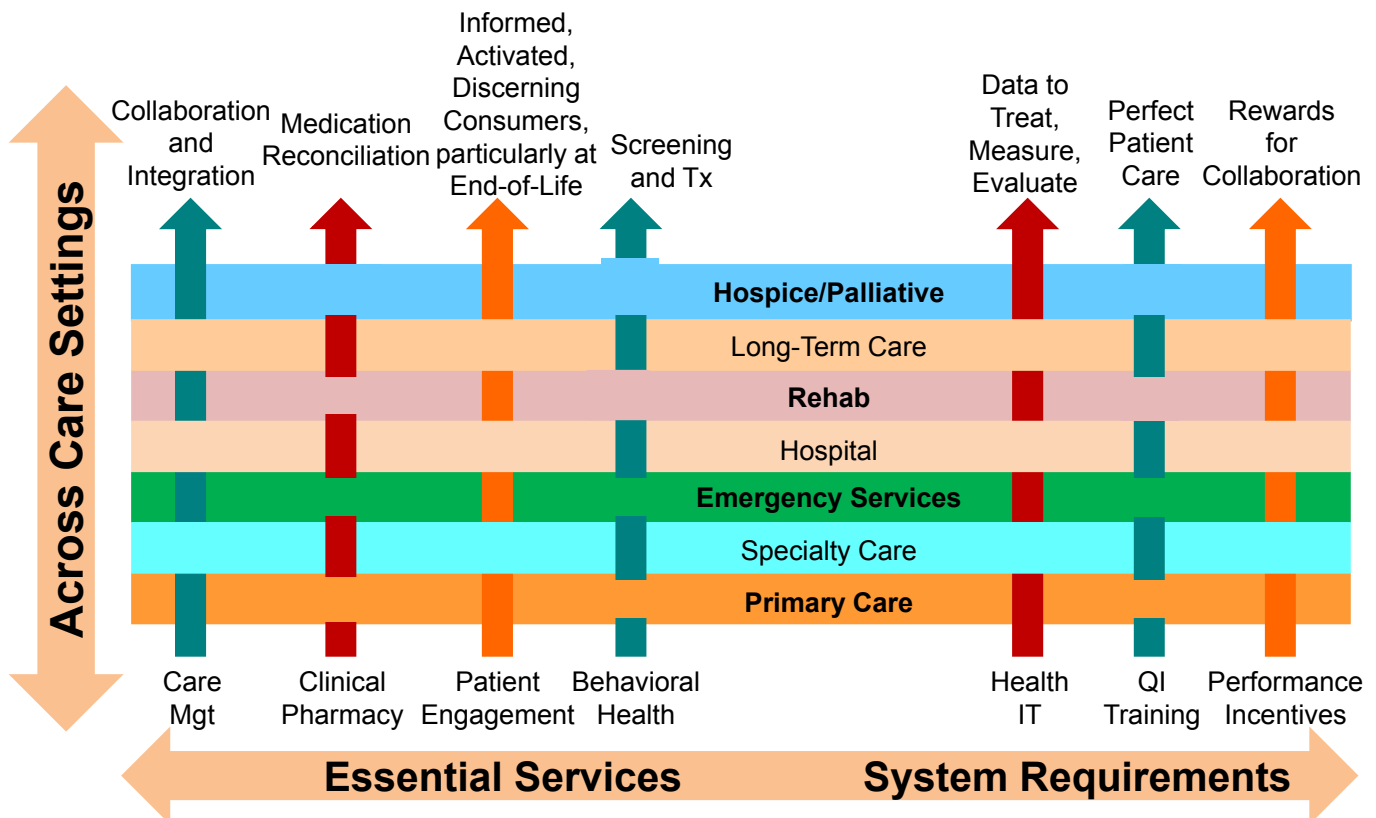 Across Care Settings
Collaboration
and
Integration
Medication
Reconciliation
Informed,
Activated,
Discerning
Consumers,
particularly at
End-of-Life
Screening
and Tx
Data to
Treat,
Measure,
Evaluate
Perfect
Patient
Care
Rewards
for
Collaboration
Hospice/Palliative
Long-Term Care
Rehab
Hospital
Emergency Services
Specialty Care
Primary Care
Care
Mgt
Clinical
Pharmacy
Patient
Engagement
Behavioral
Health
Health
IT
QI
Training
Performance
Incentives
Essential Services
System Requirements